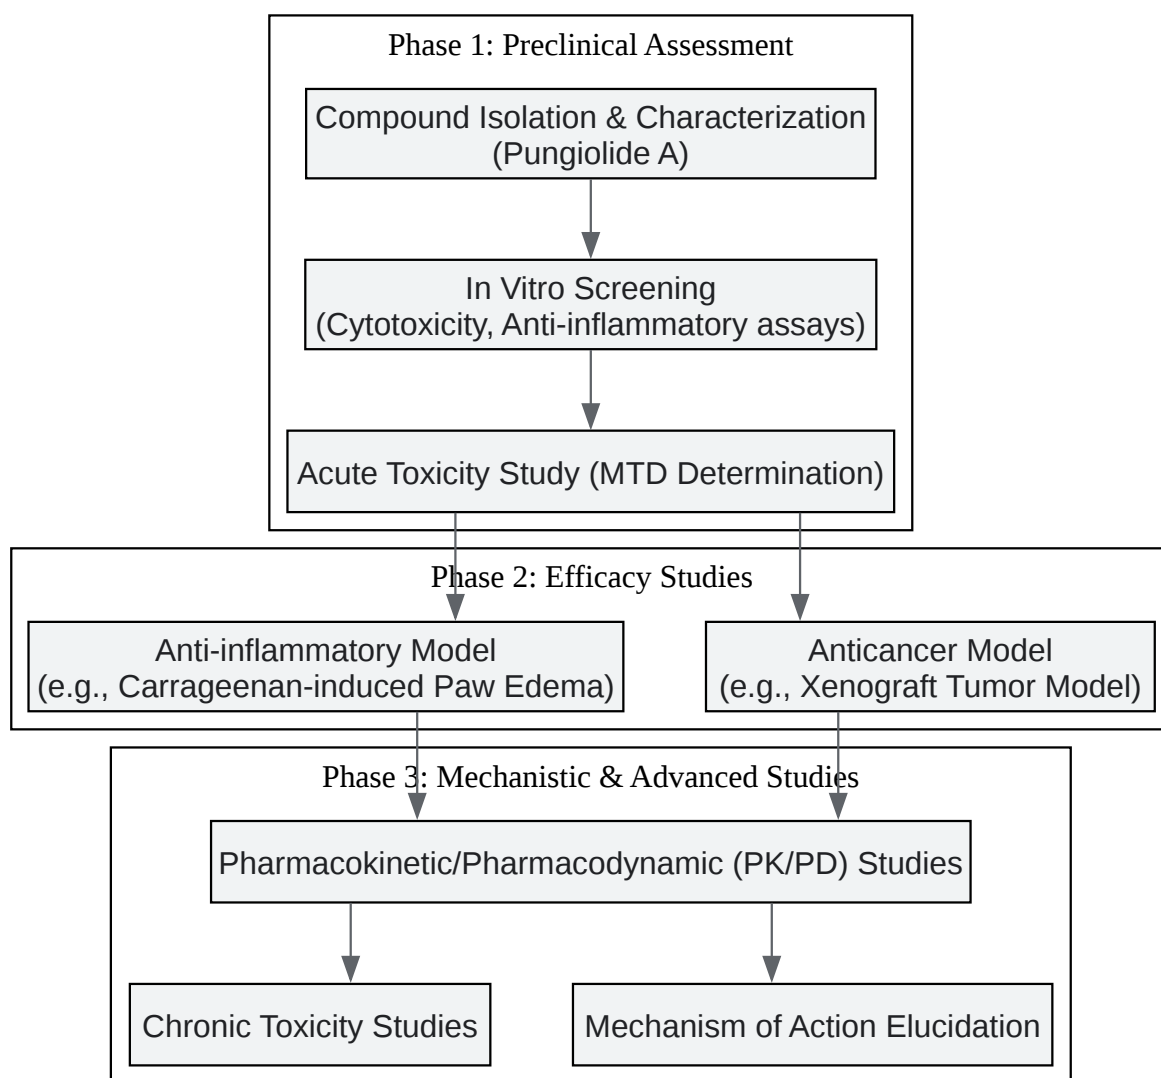 Phase 1: Preclinical Assessment
Compound Isolation & Characterization
(Pungiolide A)
In Vitro Screening
(Cytotoxicity, Anti-inflammatory assays)
Acute Toxicity Study (MTD Determination)
Phase 2: Efficacy Studies
Anti-inflammatory Model
(e.g., Carrageenan-induced Paw Edema)
Anticancer Model
(e.g., Xenograft Tumor Model)
Phase 3: Mechanistic & Advanced Studies
Pharmacokinetic/Pharmacodynamic (PK/PD) Studies
Chronic Toxicity Studies
Mechanism of Action Elucidation